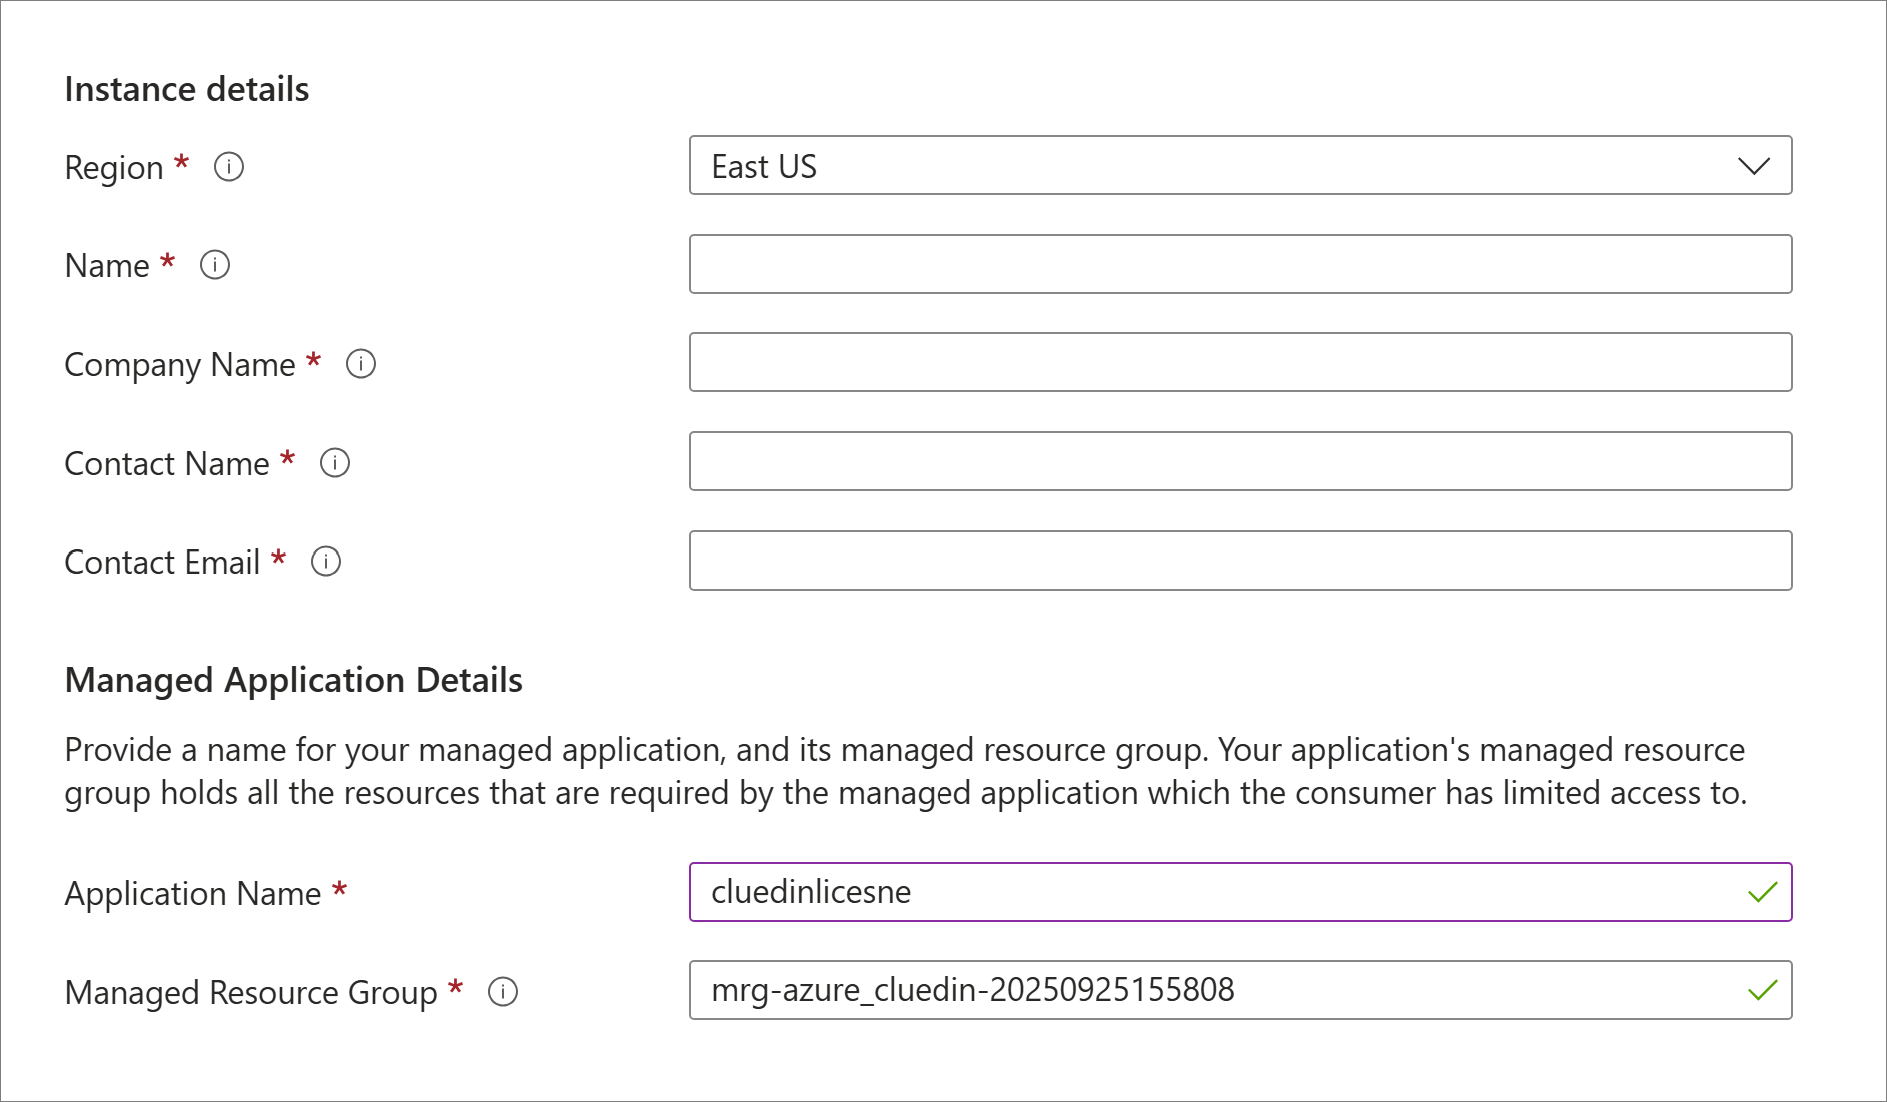 Instance details
Region *
East US
Name *
Company Name *
Contact Name *
Contact Email *
Managed Application Details
Provide a name for your managed application, and its managed resource group. Your application's managed resource
group holds all the resources that are required by the managed application which the consumer has limited access to.
Application Name *
cluedinlicesne
Managed Resource Group *
mrg-azure_cluedin-20250925155808